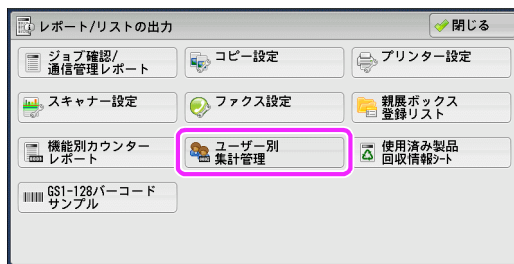 レポート/リストの出力
閉じる
ジョブ確認/
通信管理レポート
コピー設定
プリンター設定
スキャナー設定
ファクス設定
親展ボックス
登録リスト
機能別カウンター
レポート
ユーザー別
集計管理
使用済み製品
回収情報シート
GS1-128バーコード
サンプル